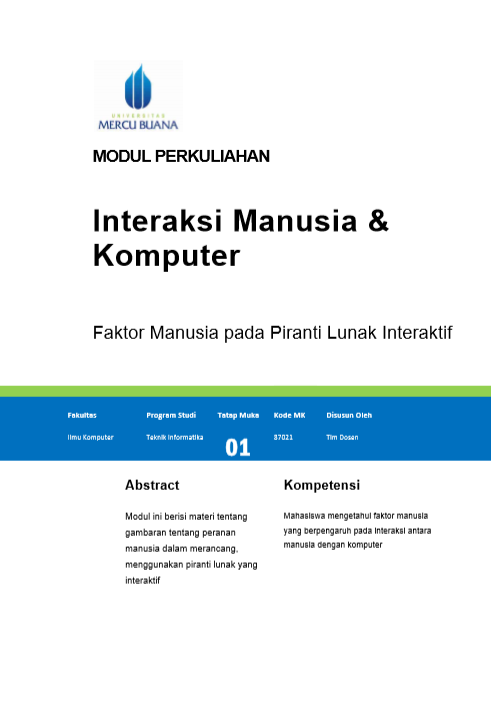 UNIVERSITAS
MERCU BUANA
MODUL PERKULIAHAN
Interaksi Manusia &
Komputer
Faktor Manusia pada Piranti Lunak Interaktif
Fakultas
Program Studi
Tatap Muka
Kode MK
Disusun Oleh
Ilmu Komputer
Teknik Informatika
01
87021
Tim Dosen
Abstract
Modul ini berisi materi tentang
gambaran tentang peranan
manusia dalam merancang,
menggunakan piranti lunak yang
interaktif
Kompetensi
Mahasiswa mengetahui faktor manusia
yang berpengaruh pada interaksi antara
manusia dengan komputer